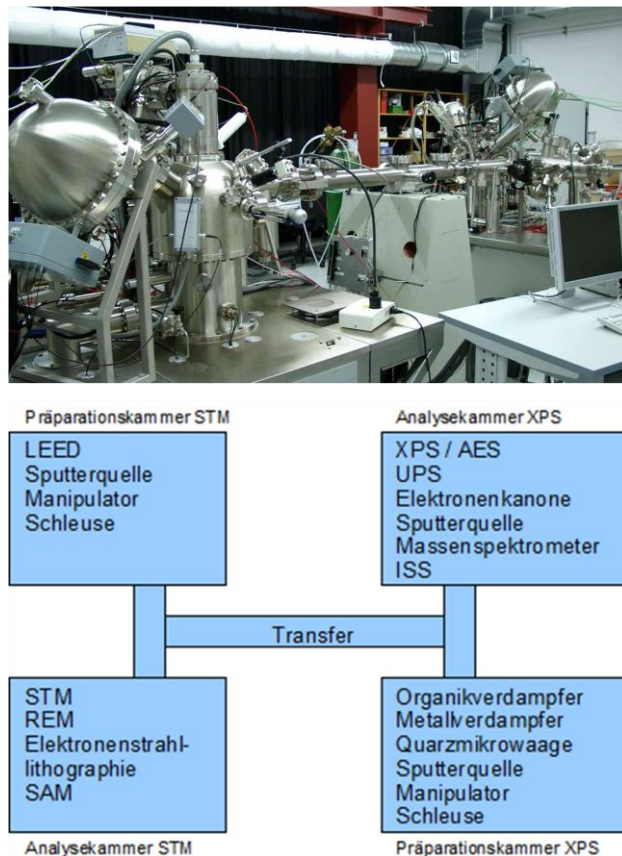 Präparationskammer STM
LEED
Sputterquelle
Manipulator
Schleuse
Analysekammer XPS
XPS / AES
UPS
Elektronenkanone
Sputterquelle
Massenspektrometer
ISS
Transfer
STM
REM
Elektronenstrahl-
lithographie
SAM
Analysekammer STM
Organikverdampfer
Metallverdampfer
Quarzmikrowaage
Sputterquelle
Manipulator
Schleuse
Präparationskammer XPS